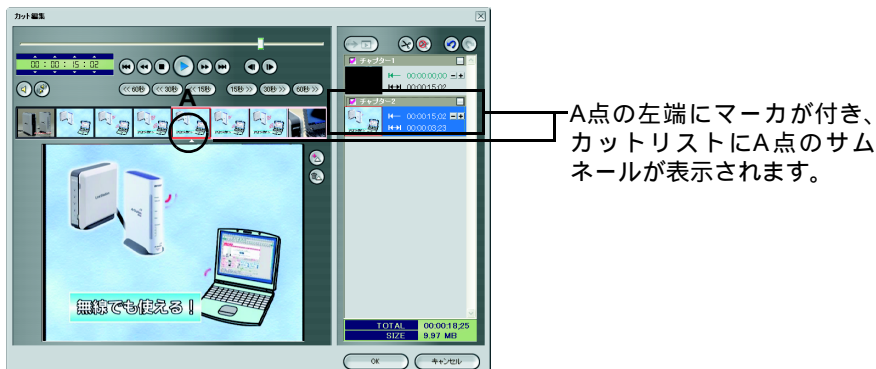 カット編集
00 : 00 : 15 : 02
<< 60秒
<< 30秒
<< 15秒
15秒 >>
30秒 >>
60秒 >>
A
無線でも使える！
チャプター1
00:00:00;00
00:00:15;02
チャプター2
00:00:15;02
00:00:03;23
TOTAL 00:00:18;25
SIZE 9.97 MB
OK
キャンセル
A点の左端にマーカが付き、
カットリストにA点のサム
ネールが表示されます。